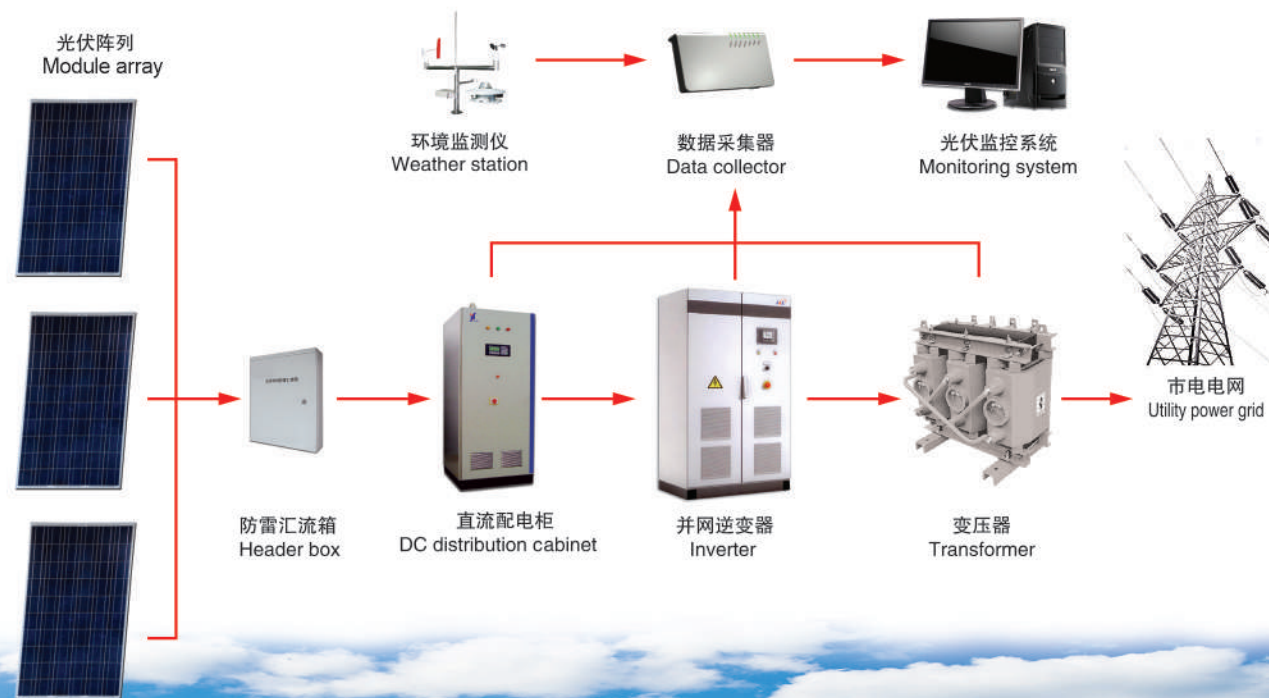 光伏阵列
Module array
环境监测仪
Weather station
数据采集器
Data collector
光伏监控系统
Monitoring system
市电电网
Utility power grid
防雷汇流箱
Header box
直流配电柜
DC distribution cabinet
并网逆变器
Inverter
变压器
Transformer